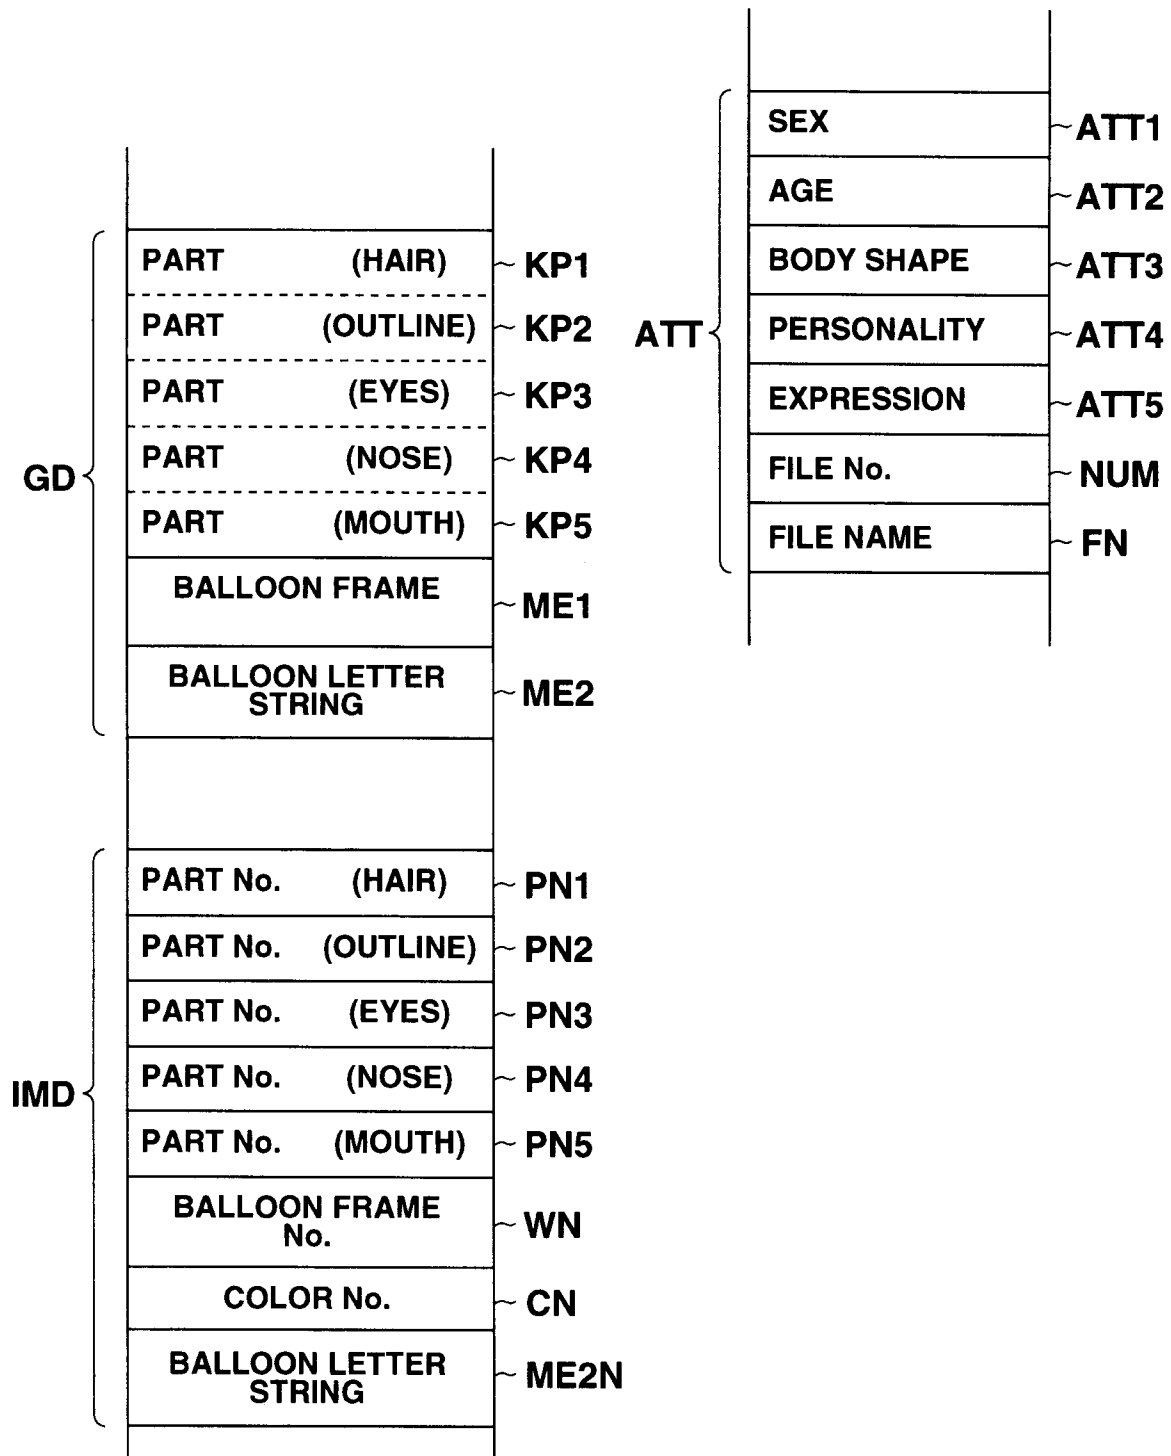 GD
PART (HAIR) KP1
PART (OUTLINE) KP2
PART (EYES) KP3
PART (NOSE) KP4
PART (MOUTH) KP5
BALLOON FRAME ME1
BALLOON LETTER
STRING
ME2
IMD
PART No. (HAIR) PN1
PART No. (OUTLINE) PN2
PART No. (EYES) PN3
PART No. (NOSE) PN4
PART No. (MOUTH) PN5
BALLOON FRAME
No.
WN
COLOR No. CN
BALLOON LETTER
STRING
ME2N
ATT
SEX ATT1
AGE ATT2
BODY SHAPE ATT3
PERSONALITY ATT4
EXPRESSION ATT5
FILE No. NUM
FILE NAME FN